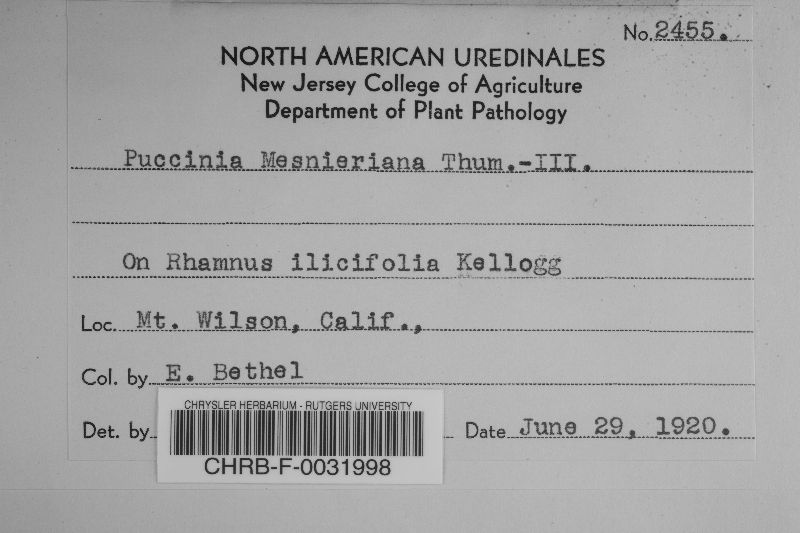 No. 2455.
NORTH AMERICAN UREDINALES
New Jersey College of Agriculture
Department of Plant Pathology
Puccinia Mesnieriana Thum.-III.
On Rhamnus ilicifolia Kellogg
Loc. Mt. Wilson, Calif.,
Col. by E. Bethel
Det. by Date June 29, 1920.
CHRYSLER HERBARIUM - RUTGERS UNIVERSITY
CHRB-F-0031998